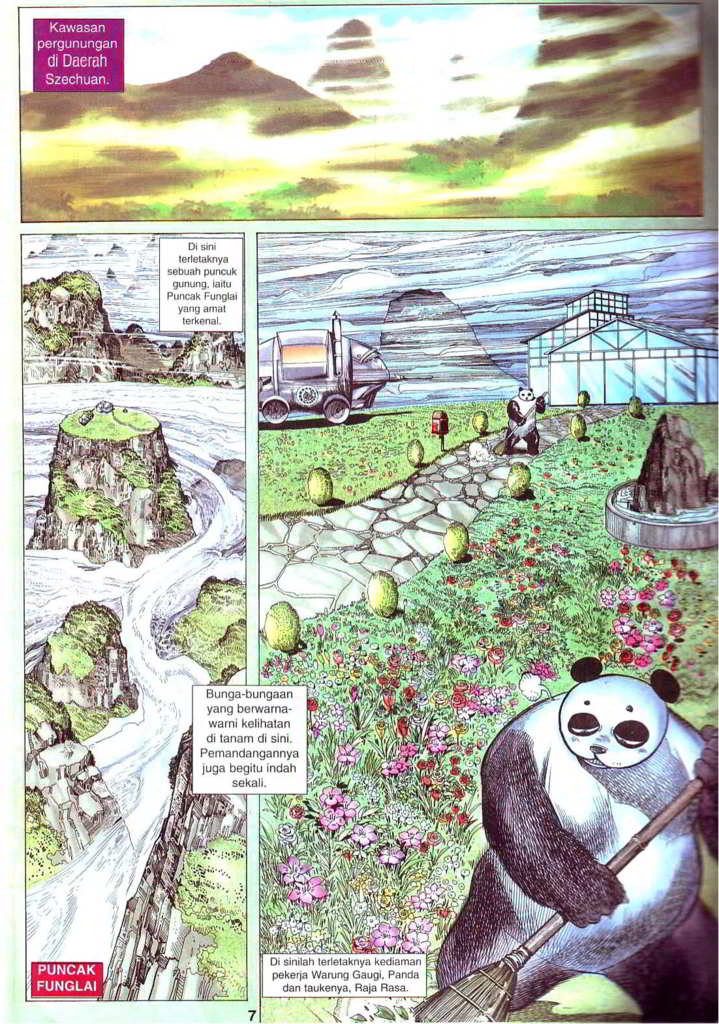 Kawasan
pergunungan
di Daerah
Szechuan.
Di sini
terletaknya
sebuah puncuk
gunung, iaitu
Puncak Funglai
yang amat
terkenal.
Bunga-bungaan
yang berwarna-
warni kelihatan
di tanam di sini.
Pemandangannya
juga begitu indah
sekali.
PUNCAK
FUNGLAI
Di sinilah terletaknya kediaman
pekerja Warung Gaugi, Panda
dan taukenya, Raja Rasa.
7